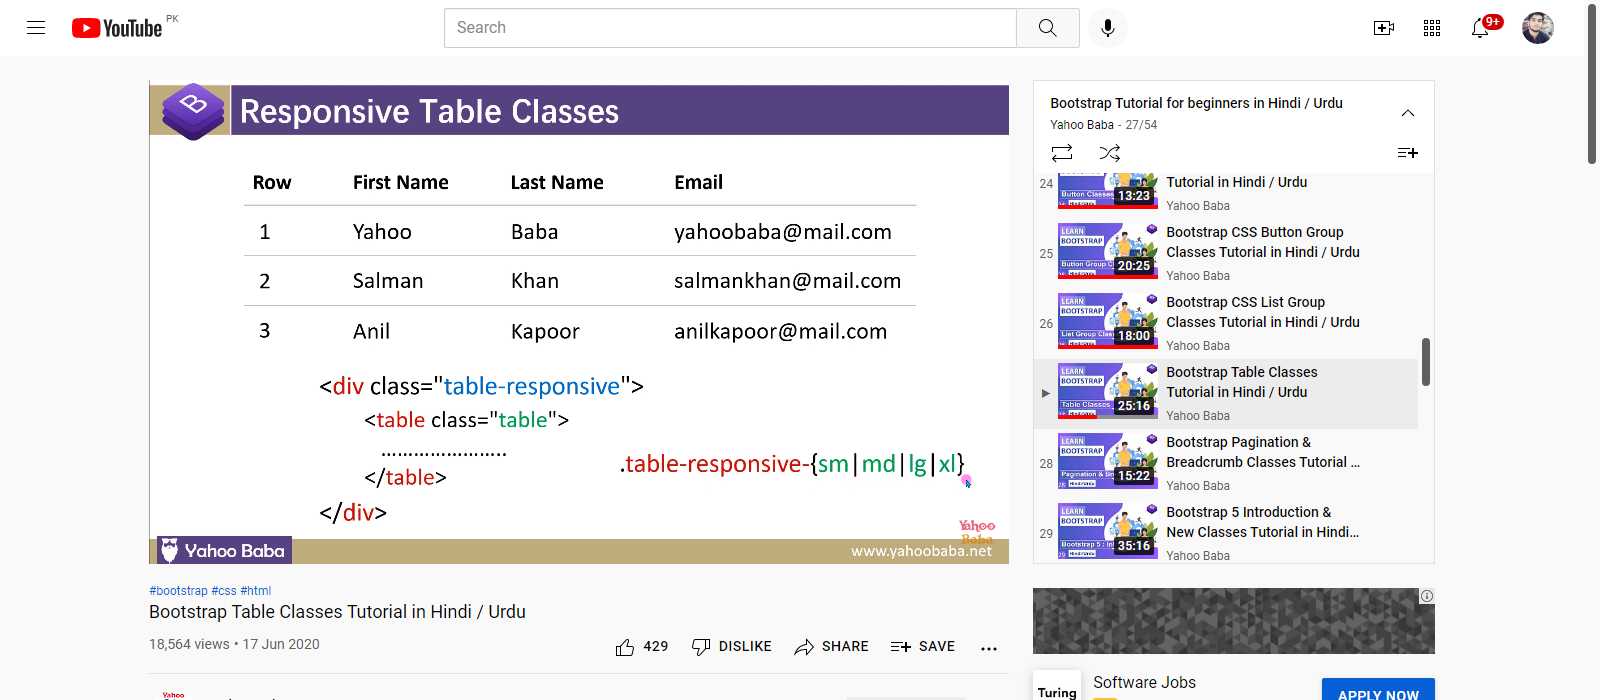 YouTube PK
Search
9+
Responsive Table Classes
Row First Name Last Name Email
1 Yahoo Baba yahoobaba@mail.com
2 Salman Khan salmankhan@mail.com
3 Anil Kapoor anilkapoor@mail.com
<div class="table-responsive">
<table class="table">
........................
.table-responsive-{sm|md|lg|xl}
</table>
</div>
Yahoo
Baba
Yahoo Baba
www.yahoobaba.net
#bootstrap #css #html
Bootstrap Table Classes Tutorial in Hindi / Urdu
18,564 views • 17 Jun 2020
429 DISLIKE SHARE SAVE
Yahoo
Bootstrap Tutorial for beginners in Hindi / Urdu
Yahoo Baba - 27/54
24
Button Classes
13:23
Tutorial in Hindi / Urdu
Yahoo Baba
25
LEARN
BOOTSTRAP
Button Group C
20:25
Bootstrap CSS Button Group
Classes Tutorial in Hindi / Urdu
Yahoo Baba
26
LEARN
BOOTSTRAP
List Group Clas
18:00
Bootstrap CSS List Group
Classes Tutorial in Hindi / Urdu
Yahoo Baba
LEARN
BOOTSTRAP
Table Classes
25:16
Bootstrap Table Classes
Tutorial in Hindi / Urdu
Yahoo Baba
28
LEARN
BOOTSTRAP
Pagination & Br
15:22
Bootstrap Pagination &
Breadcrumb Classes Tutorial ...
Yahoo Baba
29
LEARN
BOOTSTRAP
Bootstrap 5 : In
35:16
Bootstrap 5 Introduction &
New Classes Tutorial in Hindi...
Yahoo Baba
Turing
Software Jobs
APPLY NOW